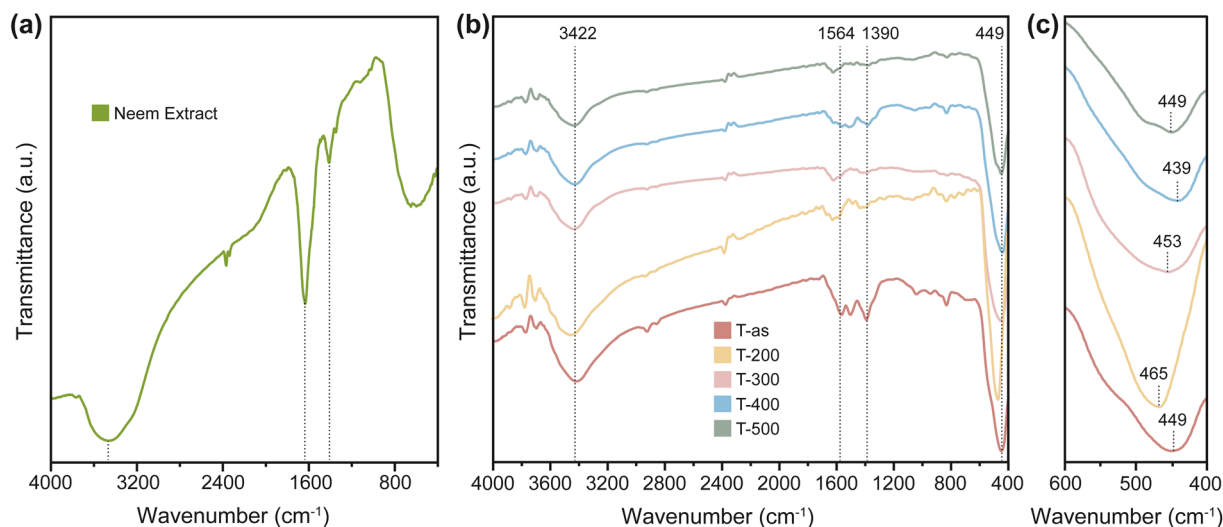 (a)
Neem Extract
Transmittance (a.u.)
4000 3200 2400 1600 800
Wavenumber (cm⁻¹)
(b)
3422 1564 1390 449
Transmittance (a.u.)
T-as
T-200
T-300
T-400
T-500
4000 3600 3200 2800 2400 2000 1600 1200 800 400
Wavenumber (cm⁻¹)
(c)
449
439
453
465
449
600 500 400
Wavenumber (cm⁻¹)